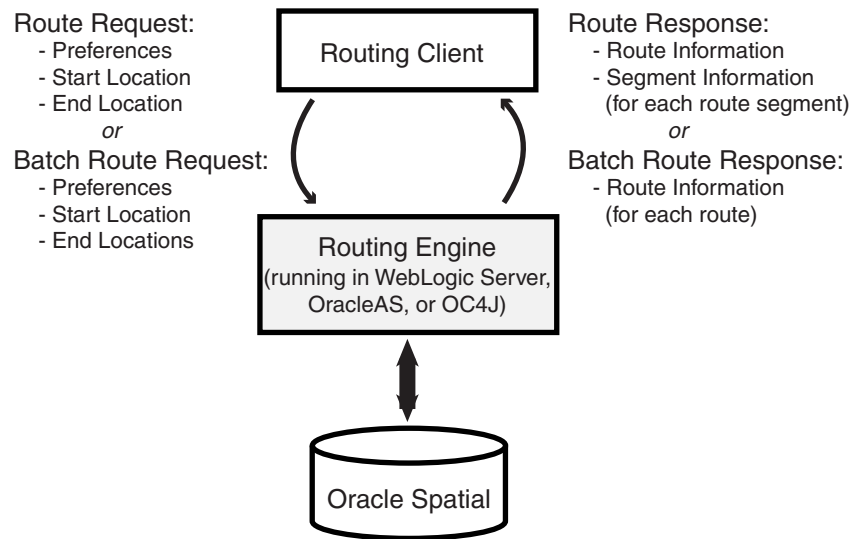 Route Request:
- Preferences
- Start Location
- End Location
or
Batch Route Request:
- Preferences
- Start Location
- End Locations
Routing Client
Route Response:
- Route Information
- Segment Information
(for each route segment)
or
Batch Route Response:
- Route Information
(for each route)
Routing Engine
(running in WebLogic Server,
OracleAS, or OC4J)
Oracle Spatial